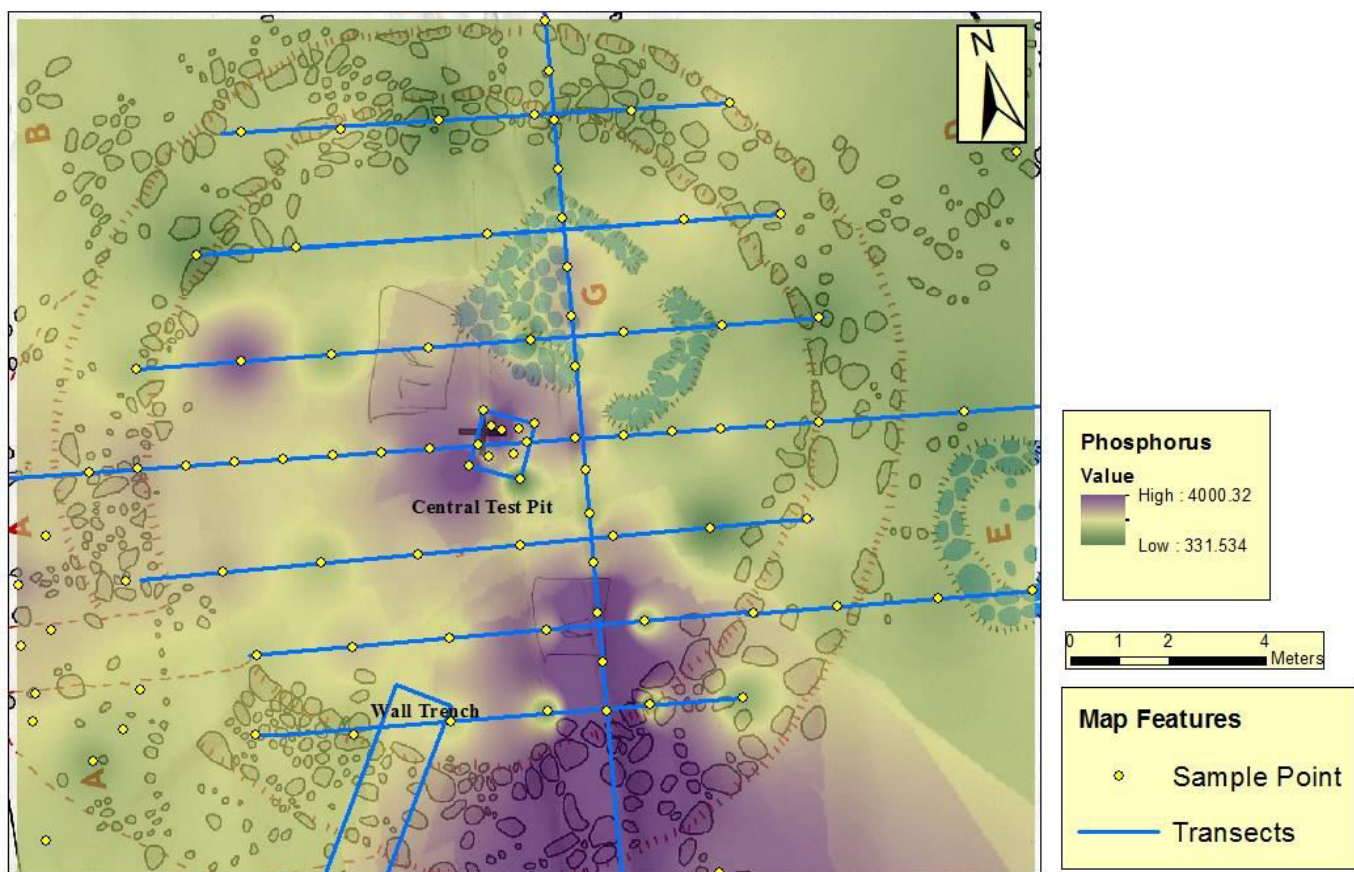 N
B
D
G
Central Test Pit
A
E
Wall Trench
A
Phosphorus
Value
High : 4000.32
Low : 331.534
0 1 2 4
Meters
Map Features
Sample Point
Transects